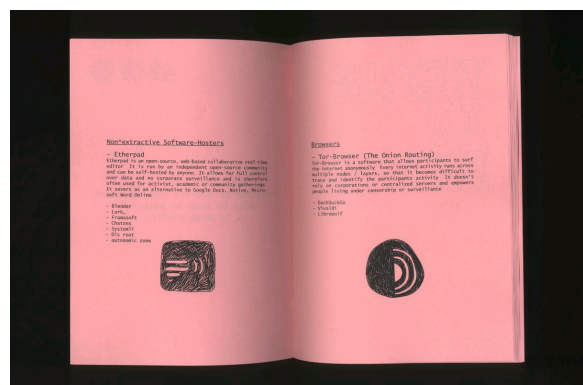 Non*extractive Software-Hosters
- Etherpad
Etherpad is an open-source, web-based collaborative real-time
editor. It is run by an independent open-source community
and can be self-hosted by anyone. It allows for full control
over data and no corporate surveillance and is therefore
often used for activist, academic or community gatherings.
It severs as an alternative to Google Docs, Notion, Micro-
soft Word Online
- Blender
- Lurk,
- Framasoft
- Chatons
- Systemli
- Dis root
- autonomic zone
Browsers
- Tor-Browser (The Onion Routing)
Tor-Browser is a software that allows participants to surf
the internet anonymously. Every internet activity runs across
multiple nodes / layers, so that it becomes difficult to
trace and identify the participants activity. It doesn't
rely on corporations or centralized servers and empowers
people living under censorship or surveillance
- DuckDuckGo
- Vivaldi
- LibreWolf